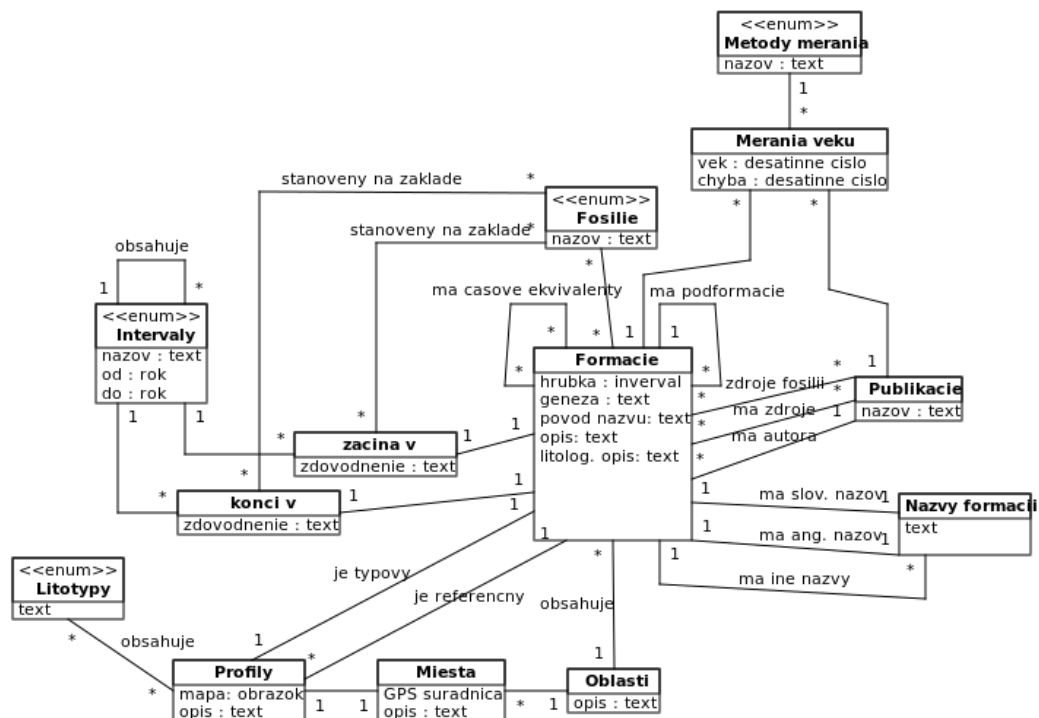 <<enum>>
Metody merania
nazov : text
1
*
Merania veku
vek : desatinne cislo
chyba : desatinne cislo
*
*
stanoveny na zaklade
*
<<enum>>
Fosilie
nazov : text
stanoveny na zaklade
*
*
obsahuje
1
*
<<enum>>
Intervaly
nazov : text
od : rok
do : rok
1
1
ma casove ekvivalenty
*
*
ma podformacie
1
1
*
*
Formacie
hrubka : inverval
geneza : text
povod nazvu: text
opis: text
litolog. opis: text
zdroje fosilii
*
*
ma zdroje
*
*
ma autora
*
1
1
Publikacie
nazov : text
*
*
1
zacina v
zdovodnenie : text
*
*
1
konci v
zdovodnenie : text
1
ma slov. nazov
1
1
ma ang. nazov
1
1
ma ine nazvy
*
Nazvy formacii
text
<<enum>>
Litotypy
text
*
obsahuje
*
1
je typovy
1
1
je referencny
*
*
obsahuje
1
Profily
mapa: obrazok
opis : text
1
1
Miesta
GPS suradnica
opis : text
*
1
Oblasti
opis : text